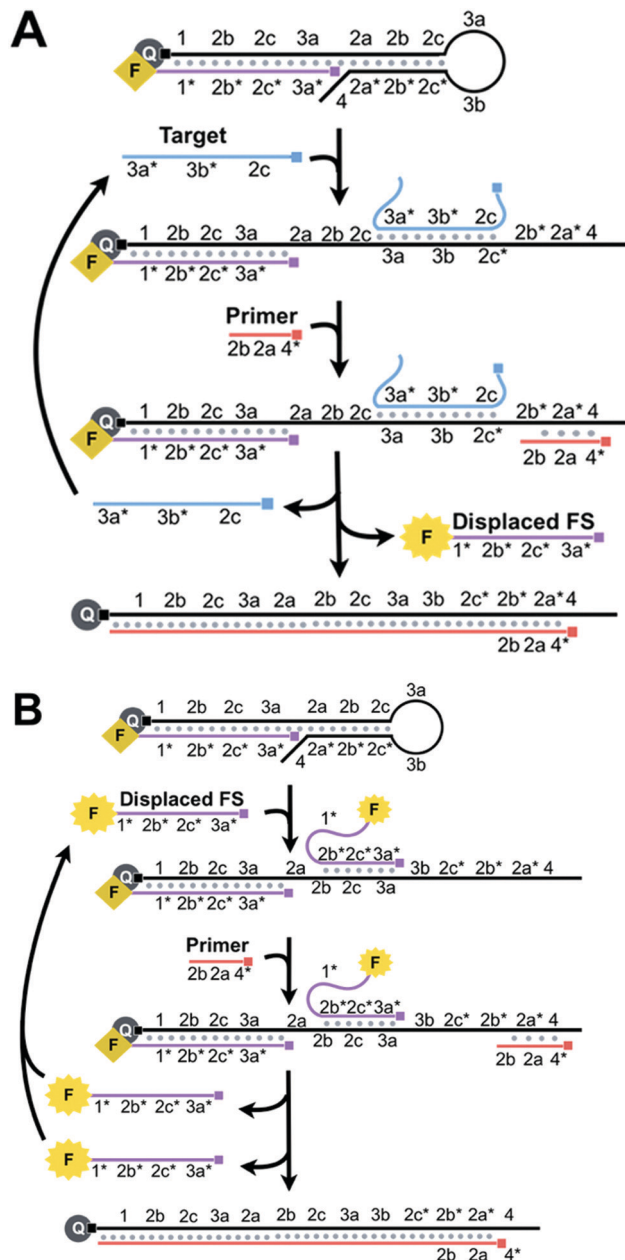 A
3a
1 2b 2c 3a 2a 2b 2c
Q
F
1* 2b* 2c* 3a* 2a* 2b* 2c*
4
3b
Target
3a* 3b* 2c
3a* 3b* 2c
1 2b 2c 3a 2a 2b 2c 2b* 2a* 4
Q
F
1* 2b* 2c* 3a* 3a 3b 2c*
Primer
2b 2a 4*
3a* 3b* 2c
1 2b 2c 3a 2a 2b 2c 2b* 2a* 4
Q
F
1* 2b* 2c* 3a* 3a 3b 2c* 2b 2a 4*
3a* 3b* 2c
Displaced FS
F
1* 2b* 2c* 3a*
1 2b 2c 3a 2a 2b 2c 3a 3b 2c* 2b* 2a* 4
Q
2b 2a 4*
B
3a
1 2b 2c 3a 2a 2b 2c
Q
F
1* 2b* 2c* 3a* 2a* 2b* 2c*
4
3b
Displaced FS
F
1* 2b* 2c* 3a*
1* F
2b* 2c* 3a*
1 2b 2c 3a 2a 3b 2c* 2b* 2a* 4
Q
F
1* 2b* 2c* 3a* 2b 2c 3a
Primer
2b 2a 4*
1* F
2b* 2c* 3a*
1 2b 2c 3a 2a 3b 2c* 2b* 2a* 4
Q
F
1* 2b* 2c* 3a* 2b 2c 3a 2b 2a 4*
F
1* 2b* 2c* 3a*
F
1* 2b* 2c* 3a*
1 2b 2c 3a 2a 2b 2c 3a 3b 2c* 2b* 2a* 4
Q
2b 2a 4*